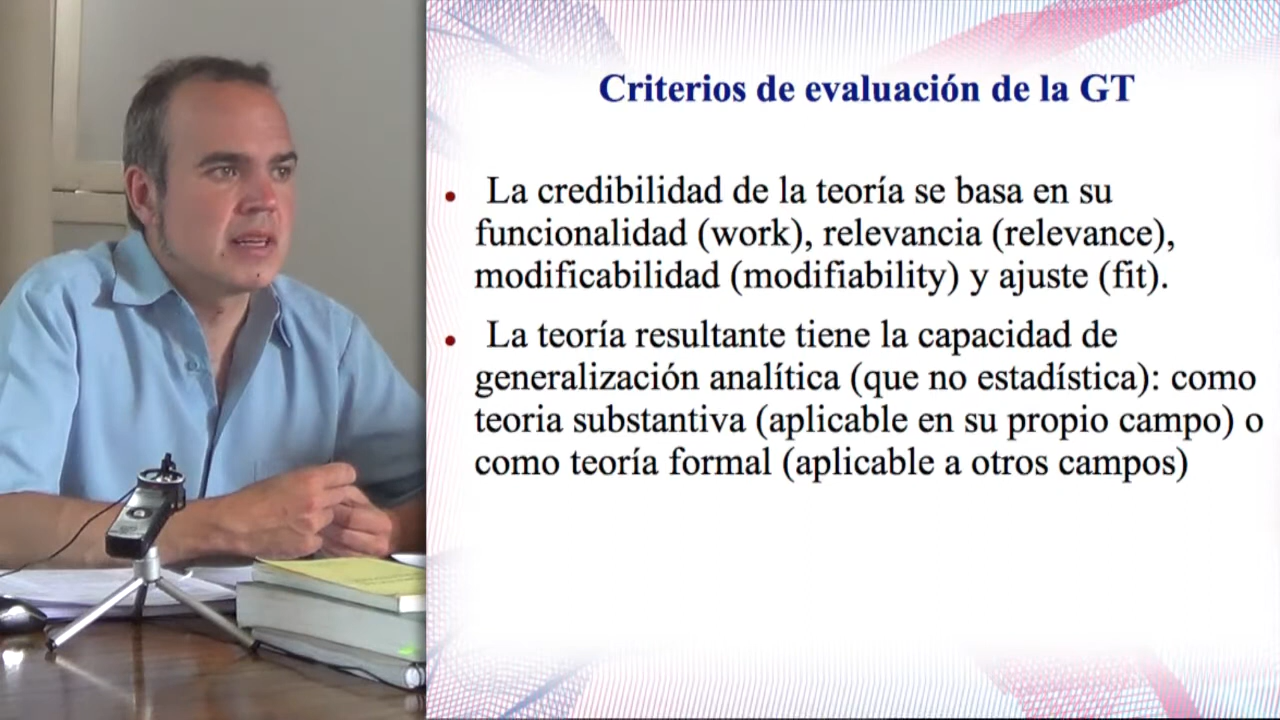 Criterios de evaluación de la GT
• La credibilidad de la teoría se basa en su
funcionalidad (work), relevancia (relevance),
modificabilidad (modifiability) y ajuste (fit).
• La teoría resultante tiene la capacidad de
generalización analítica (que no estadística): como
teoria substantiva (aplicable en su propio campo) o
como teoría formal (aplicable a otros campos)